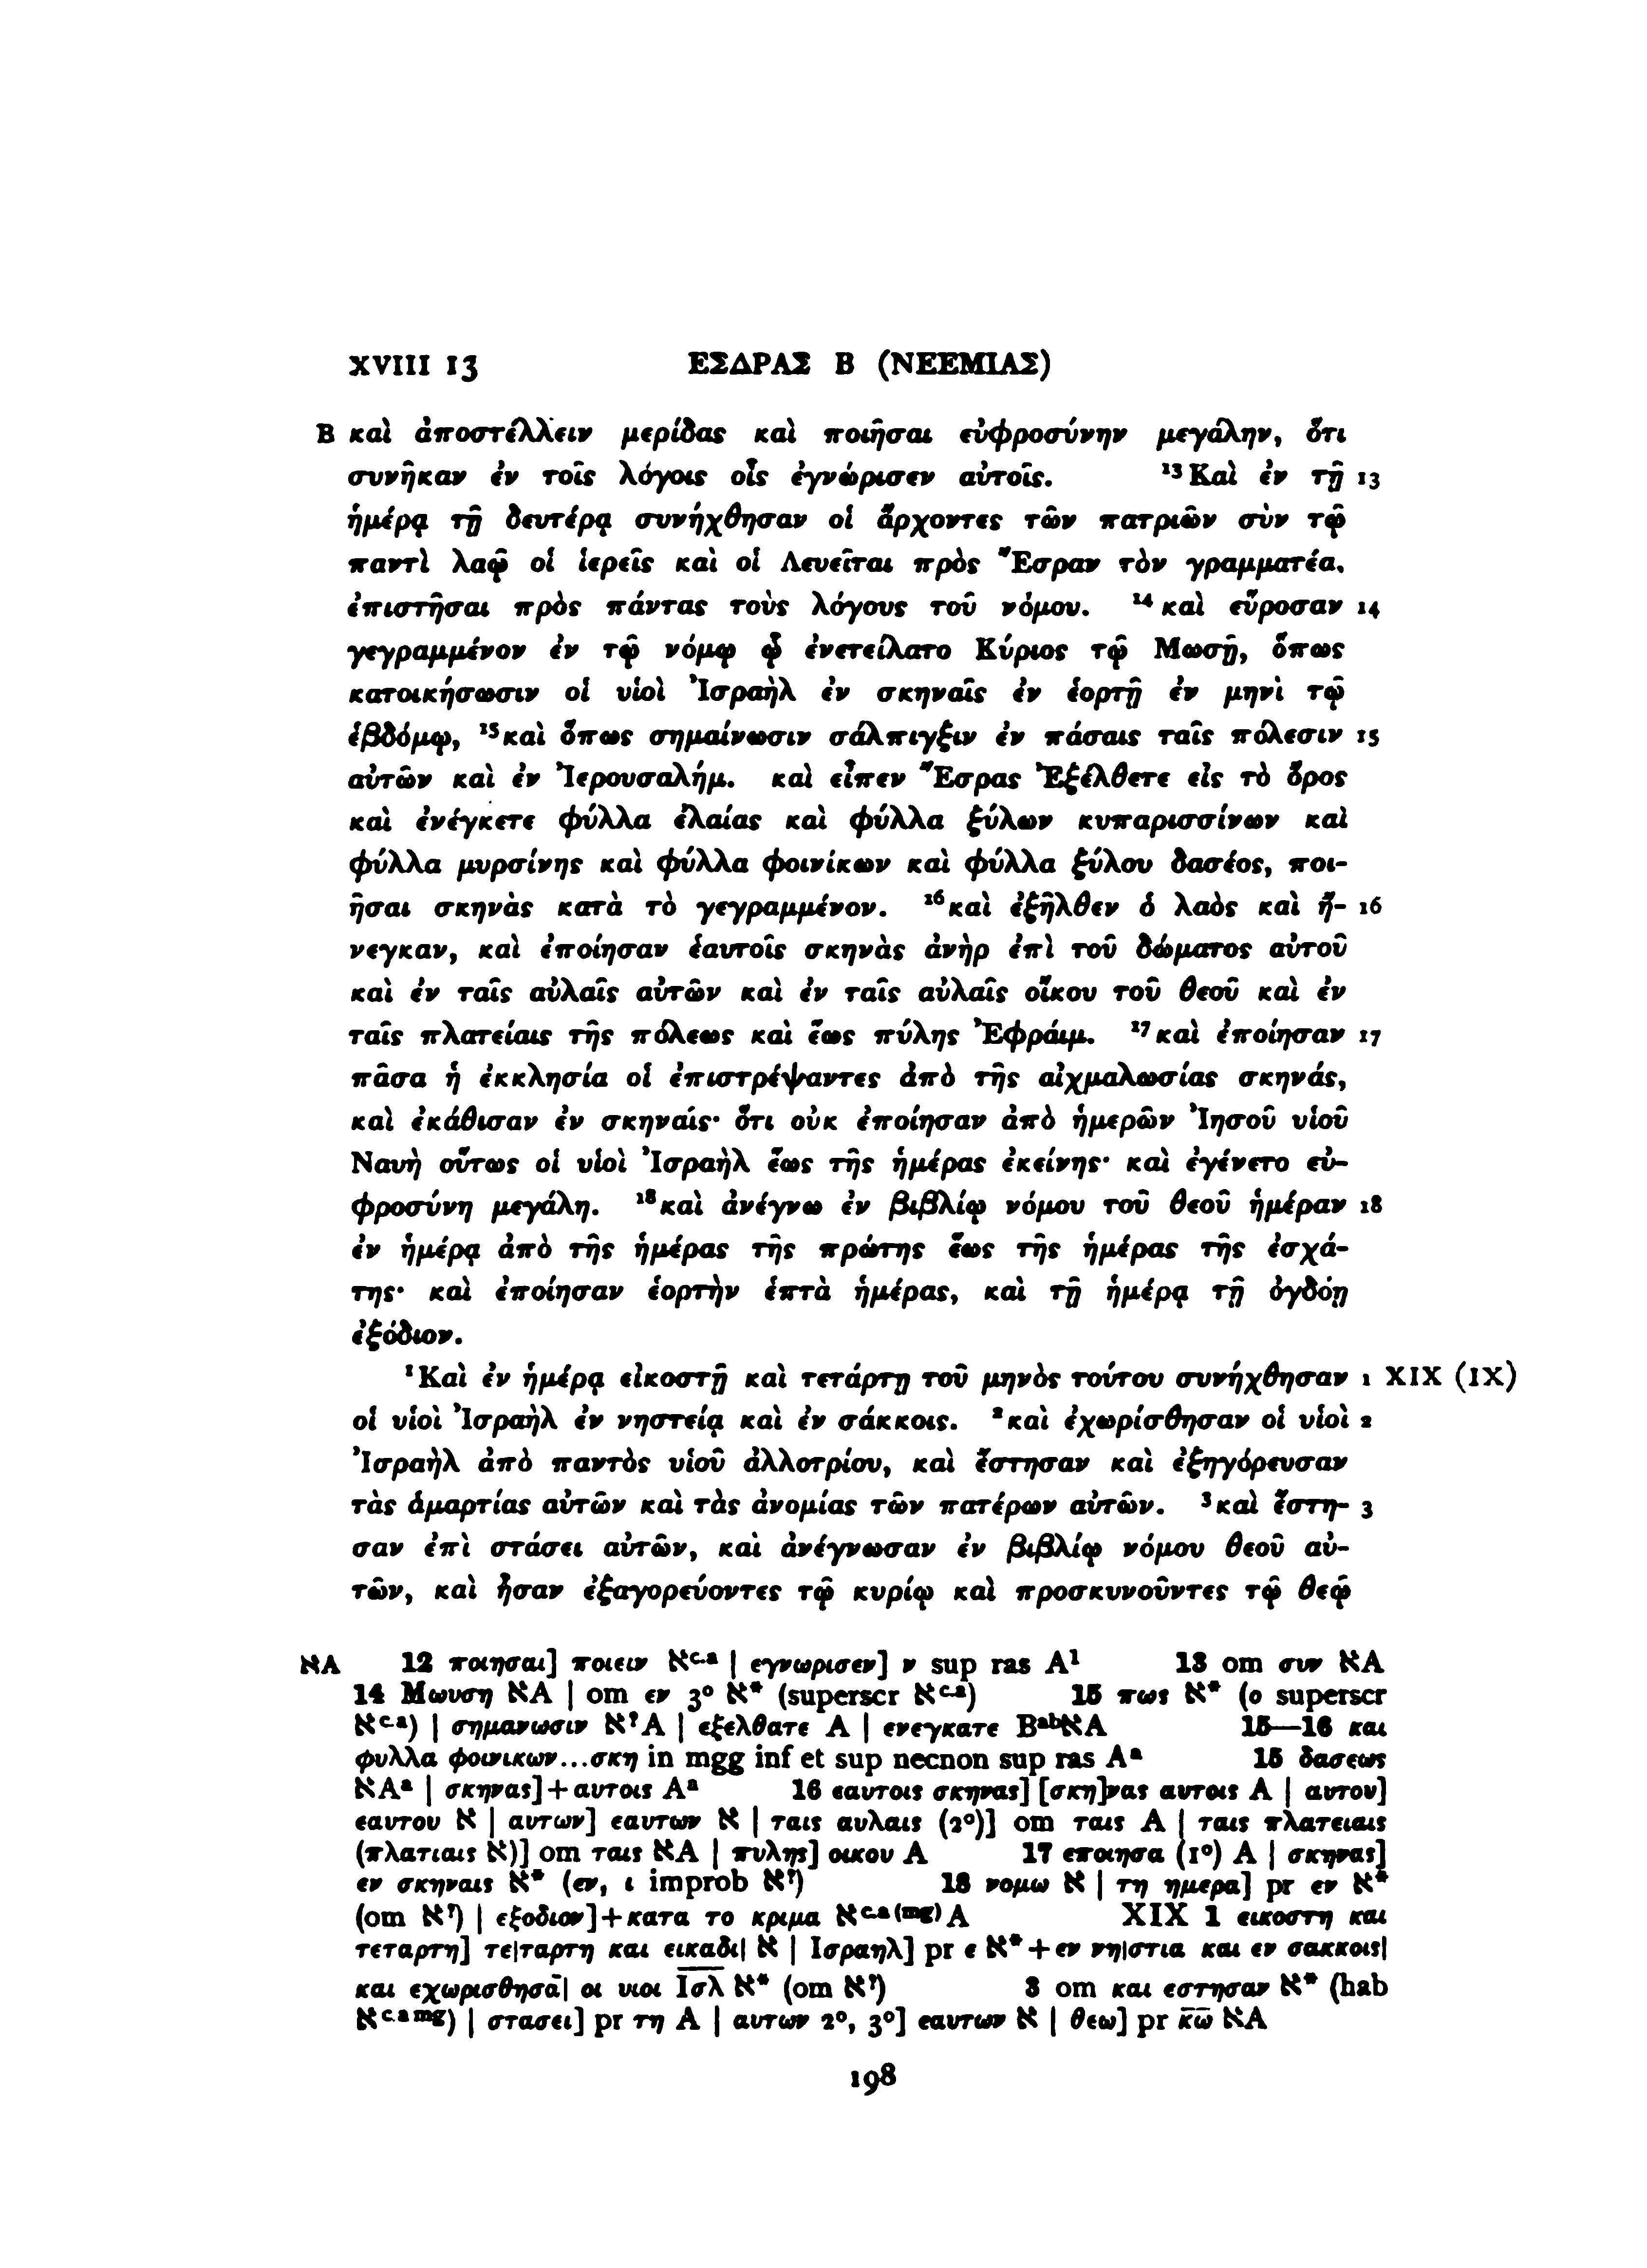 XVIII 13 ΕΣΔΡΑΣ Β (ΝΕΕΜΙΑΣ)
B καὶ ἀποστέλλειν μερίδας καὶ ποιῆσαι εὐφροσύνην μεγάλην, ὅτι
συνῆκαν ἐν τοῖς λόγοις οἷς ἐγνώρισεν αὐτοῖς. ¹³Καὶ ἐν τῇ 13
ἡμέρᾳ τῇ δευτέρᾳ συνήχθησαν οἱ ἄρχοντες τῶν πατριῶν σὺν τῷ
παντὶ λαῷ οἱ ἱερεῖς καὶ οἱ Λευεῖται πρὸς Ἔσραν τὸν γραμματέα,
ἐπιστῆσαι πρὸς πάντας τοὺς λόγους τοῦ νόμου. ¹⁴καὶ εὕροσαν 14
γεγραμμένον ἐν τῷ νόμῳ ᾧ ἐνετείλατο Κύριος τῷ Μωσῇ, ὅπως
κατοικήσωσιν οἱ υἱοὶ Ἰσραὴλ ἐν σκηναῖς ἐν ἑορτῇ ἐν μηνὶ τῷ
ἑβδόμῳ, ¹⁵καὶ ὅπως σημαίνωσιν σάλπιγξιν ἐν πάσαις ταῖς πόλεσιν 15
αὐτῶν καὶ ἐν Ἰερουσαλήμ. καὶ εἶπεν Ἔσρας Ἐξέλθετε εἰς τὸ ὄρος
καὶ ἐνέγκετε φύλλα ἐλαίας καὶ φύλλα ξύλων κυπαρισσίνων καὶ
φύλλα μυρσίνης καὶ φύλλα φοινίκων καὶ φύλλα ξύλου δασέος, ποι-
ῆσαι σκηνὰς κατὰ τὸ γεγραμμένον. ¹⁶καὶ ἐξῆλθεν ὁ λαὸς καὶ ἤ- 16
νεγκαν, καὶ ἐποίησαν ἑαυτοῖς σκηνὰς ἀνὴρ ἐπὶ τοῦ δώματος αὐτοῦ
καὶ ἐν ταῖς αὐλαῖς αὐτῶν καὶ ἐν ταῖς αὐλαῖς οἴκου τοῦ θεοῦ καὶ ἐν
ταῖς πλατείαις τῆς πόλεως καὶ ἕως πύλης Ἐφράιμ. ¹⁷καὶ ἐποίησαν 17
πᾶσα ἡ ἐκκλησία οἱ ἐπιστρέψαντες ἀπὸ τῆς αἰχμαλωσίας σκηνάς,
καὶ ἐκάθισαν ἐν σκηναίς· ὅτι οὐκ ἐποίησαν ἀπὸ ἡμερῶν Ἰησοῦ υἱοῦ
Ναυὴ οὕτως οἱ υἱοὶ Ἰσραὴλ ἕως τῆς ἡμέρας ἐκείνης· καὶ ἐγένετο εὐ-
φροσύνη μεγάλη. ¹⁸καὶ ἀνέγνω ἐν βιβλίῳ νόμου τοῦ θεοῦ ἡμέραν 18
ἐν ἡμέρᾳ ἀπὸ τῆς ἡμέρας τῆς πρώτης ἕως τῆς ἡμέρας τῆς ἐσχά-
της· καὶ ἐποίησαν ἑορτὴν ἑπτὰ ἡμέρας, καὶ τῇ ἡμέρᾳ τῇ ὀγδόῃ
ἐξόδιον.
¹Καὶ ἐν ἡμέρᾳ εἰκοστῇ καὶ τετάρτῃ τοῦ μηνὸς τούτου συνήχθησαν 1 XIX (IX)
οἱ υἱοὶ Ἰσραὴλ ἐν νηστείᾳ καὶ ἐν σάκκοις. ²καὶ ἐχωρίσθησαν οἱ υἱοὶ 2
Ἰσραὴλ ἀπὸ παντὸς υἱοῦ ἀλλοτρίου, καὶ ἔστησαν καὶ ἐξηγόρευσαν
τὰς ἁμαρτίας αὐτῶν καὶ τὰς ἀνομίας τῶν πατέρων αὐτῶν. ³καὶ ἔστη- 3
σαν ἐπὶ στάσει αὐτῶν, καὶ ἀνέγνωσαν ἐν βιβλίῳ νόμου θεοῦ αὐ-
τῶν, καὶ ἦσαν ἐξαγορεύοντες τῷ κυρίῳ καὶ προσκυνοῦντες τῷ θεῷ
אA 12 ποιησαι] ποιειν א^c.a | εγνωρισεν] ν sup ras A¹ 13 om συν אA
14 Μωυση אA | om εν 3° א* (superscr א^c.a) 15 πως א* (ο superscr
א^c.a) | σημανωσιν א^?A | εξελθατε A | ενεγκατε B^abאA 15—16 και
φυλλα φοινικων...σκη in mgg inf et sup necnon sup ras A^a 15 δασεως
אA^a | σκηνας]+αυτοις A^a 16 εαυτοις σκηνας] [σκη]νας αυτοις A | αυτου]
εαυτου א | αυτων] εαυτων א | ταις αυλαις (2°)] om ταις A | ταις πλατειαις
(πλατιαις א)] om ταις אA | πυλης] οικου A 17 εποιησα (1°) A | σκηνας]
εν σκηναις א* (εν, ι improb א^?) 18 νομω א | τη ημερα] pr εν א*
(om א^?) | εξοδιον]+κατα το κριμα א^c.a (mg) A XIX 1 εικοστη και
τεταρτη] τε|ταρτη και εικαδι| א | Ισραηλ] pr ε א*+εν νη|στια και εν σακκοις|
και εχωρισθησᾱ| οι υιοι Ισ̅λ̅ א* (om א^?) 3 om και εστησαν א* (hab
א^c.a mg) | στασει] pr τη A | αυτων 2°, 3°] εαυτων א | θεω] pr κ̅ω̅ אA
198